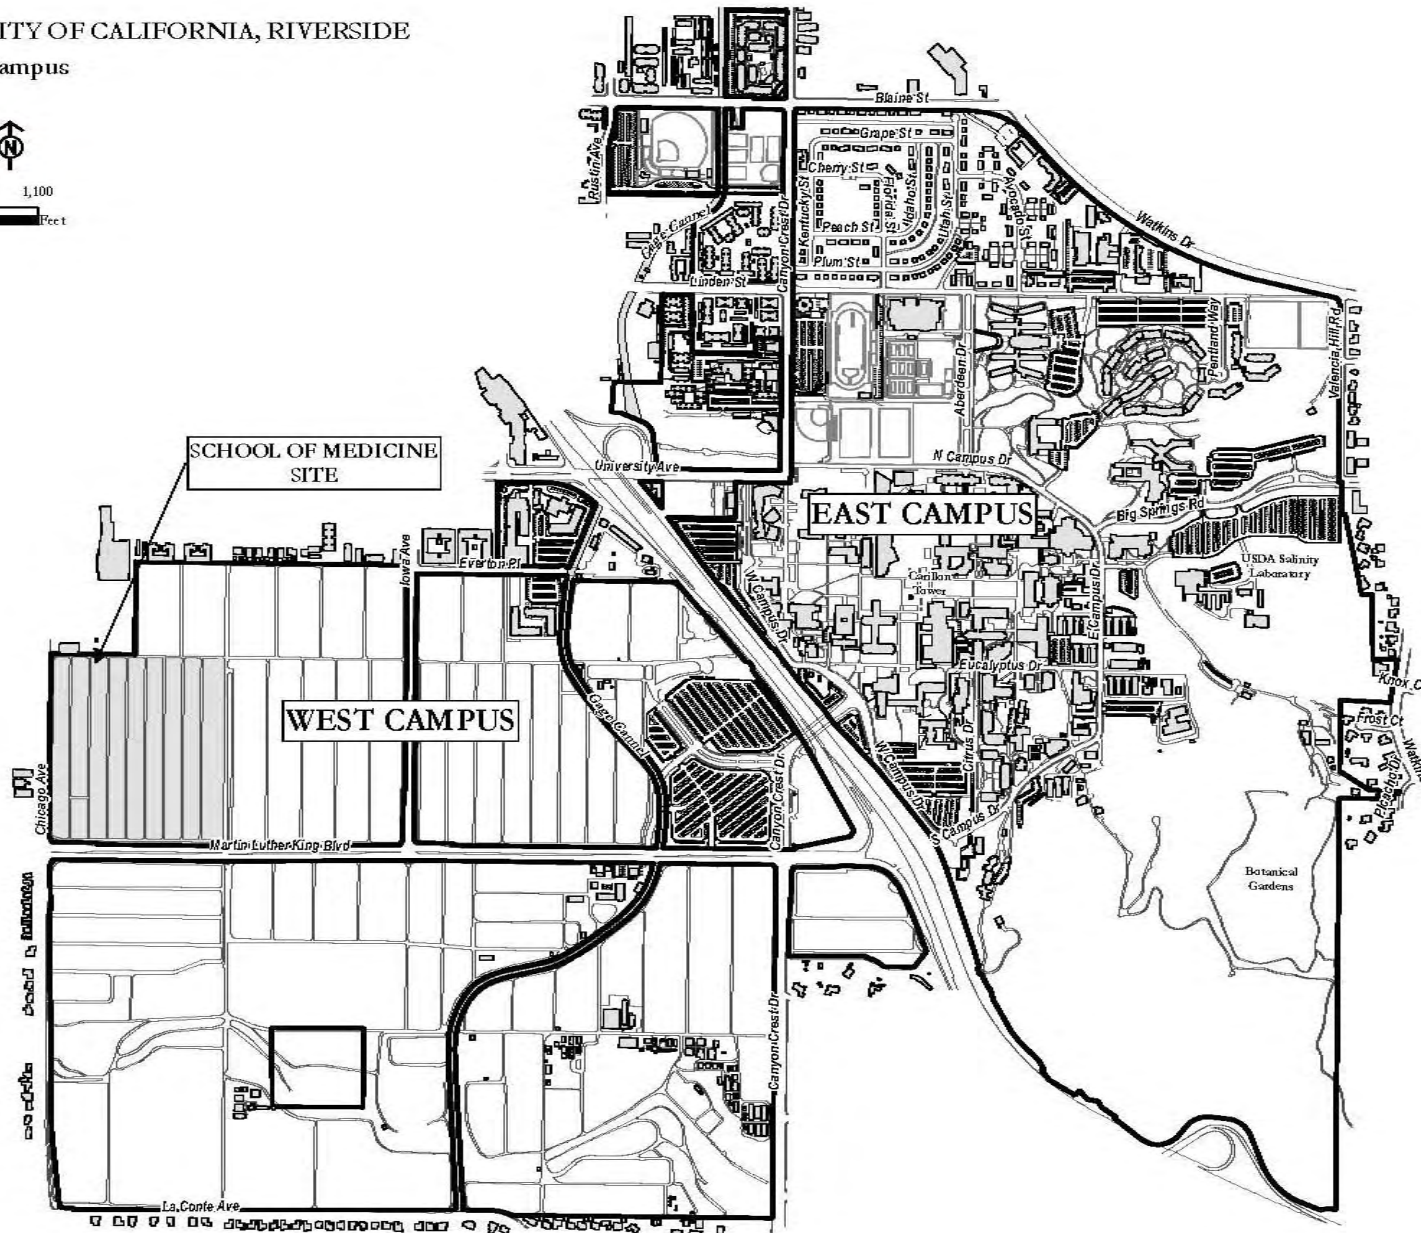 ITY OF CALIFORNIA, RIVERSIDE
ampus
N
1,100
Feet
Blaine St
Grape St
Cherry St
Rustin Ave
Kentucky St
Florida St
Idaho St
Utah St
Avocado St
Watkins Dr
Peach St
Plum St
Gage Cannel
Canyon Crest Dr
Linden St
Pentland Way
Valencia Hill Rd
Aberdeen Dr
SCHOOL OF MEDICINE
SITE
University Ave
N Campus Dr
EAST CAMPUS
Big Springs Rd
Iowa Ave
Everton Pl
USDA Salinity
Laboratory
Carillon
Tower
W Campus Dr
E Campus Dr
Eucalyptus Dr
Knox C
WEST CAMPUS
Gage Cannel
Frost Ct
Watkins
Citrus Dr
W Campus Dr
Canyon Crest Dr
Chicago Ave
S Campus Dr
Martin Luther King Blvd
Botanical
Gardens
Canyon Crest Dr
La Conte Ave